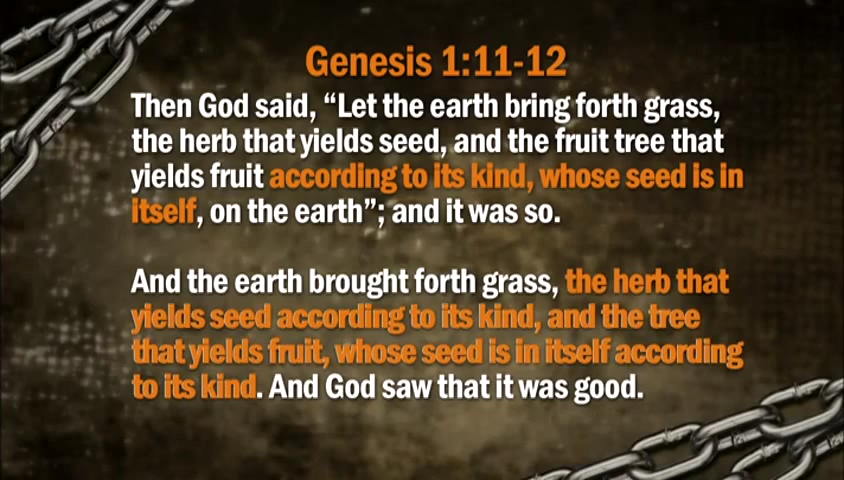 Genesis 1:11-12
Then God said, “Let the earth bring forth grass,
the herb that yields seed, and the fruit tree that
yields fruit according to its kind, whose seed is in
itself, on the earth”; and it was so.
And the earth brought forth grass, the herb that
yields seed according to its kind, and the tree
that yields fruit, whose seed is in itself according
to its kind. And God saw that it was good.